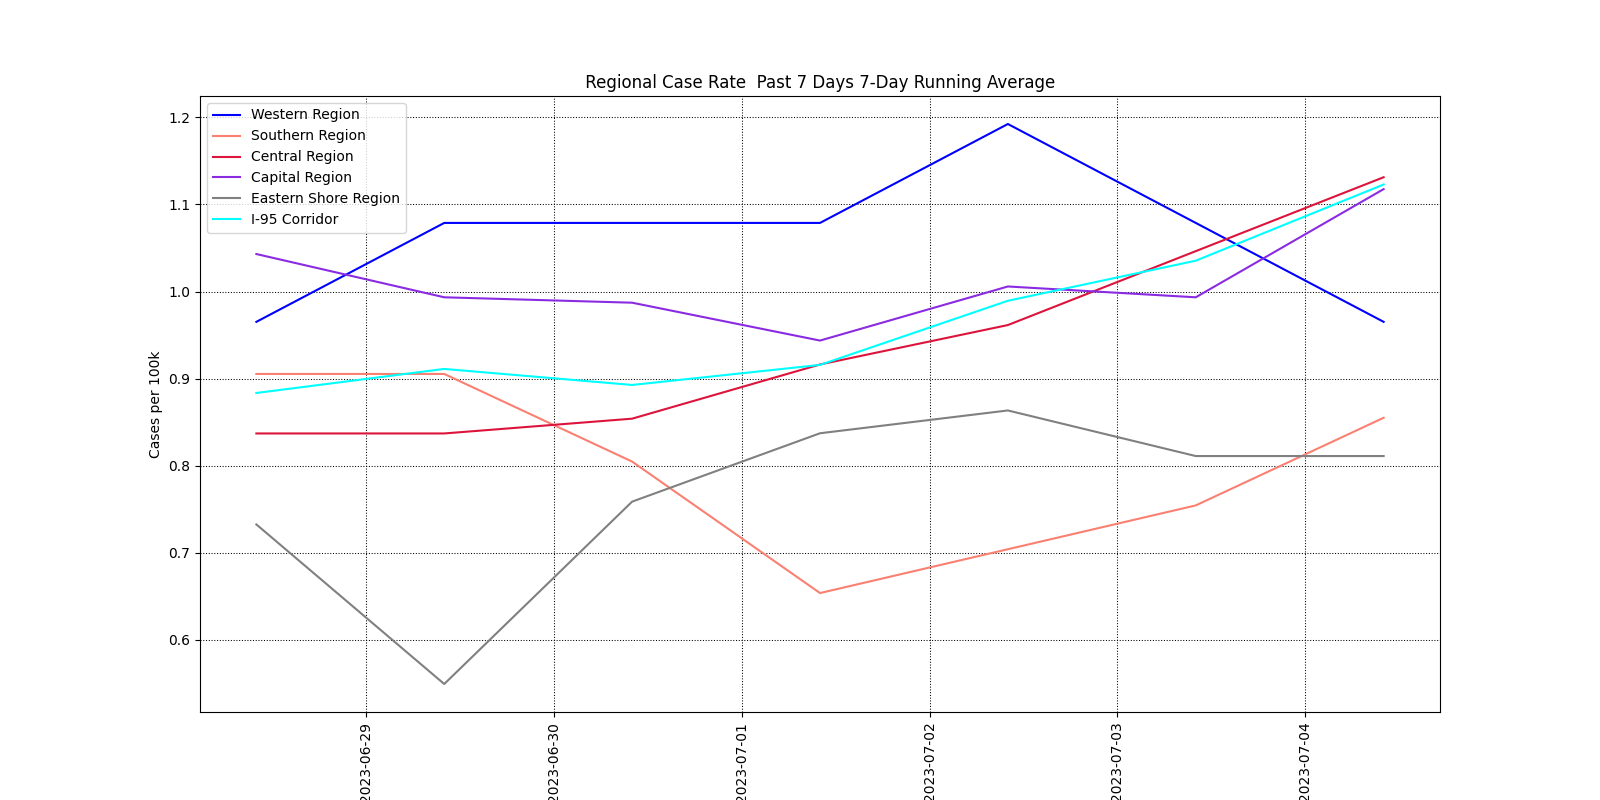 Regional Case Rate  Past 7 Days 7-Day Running Average
Western Region
Southern Region
Central Region
Capital Region
Eastern Shore Region
I-95 Corridor
Cases per 100k
1.2
1.1
1.0
0.9
0.8
0.7
0.6
2023-06-29
2023-06-30
2023-07-01
2023-07-02
2023-07-03
2023-07-04